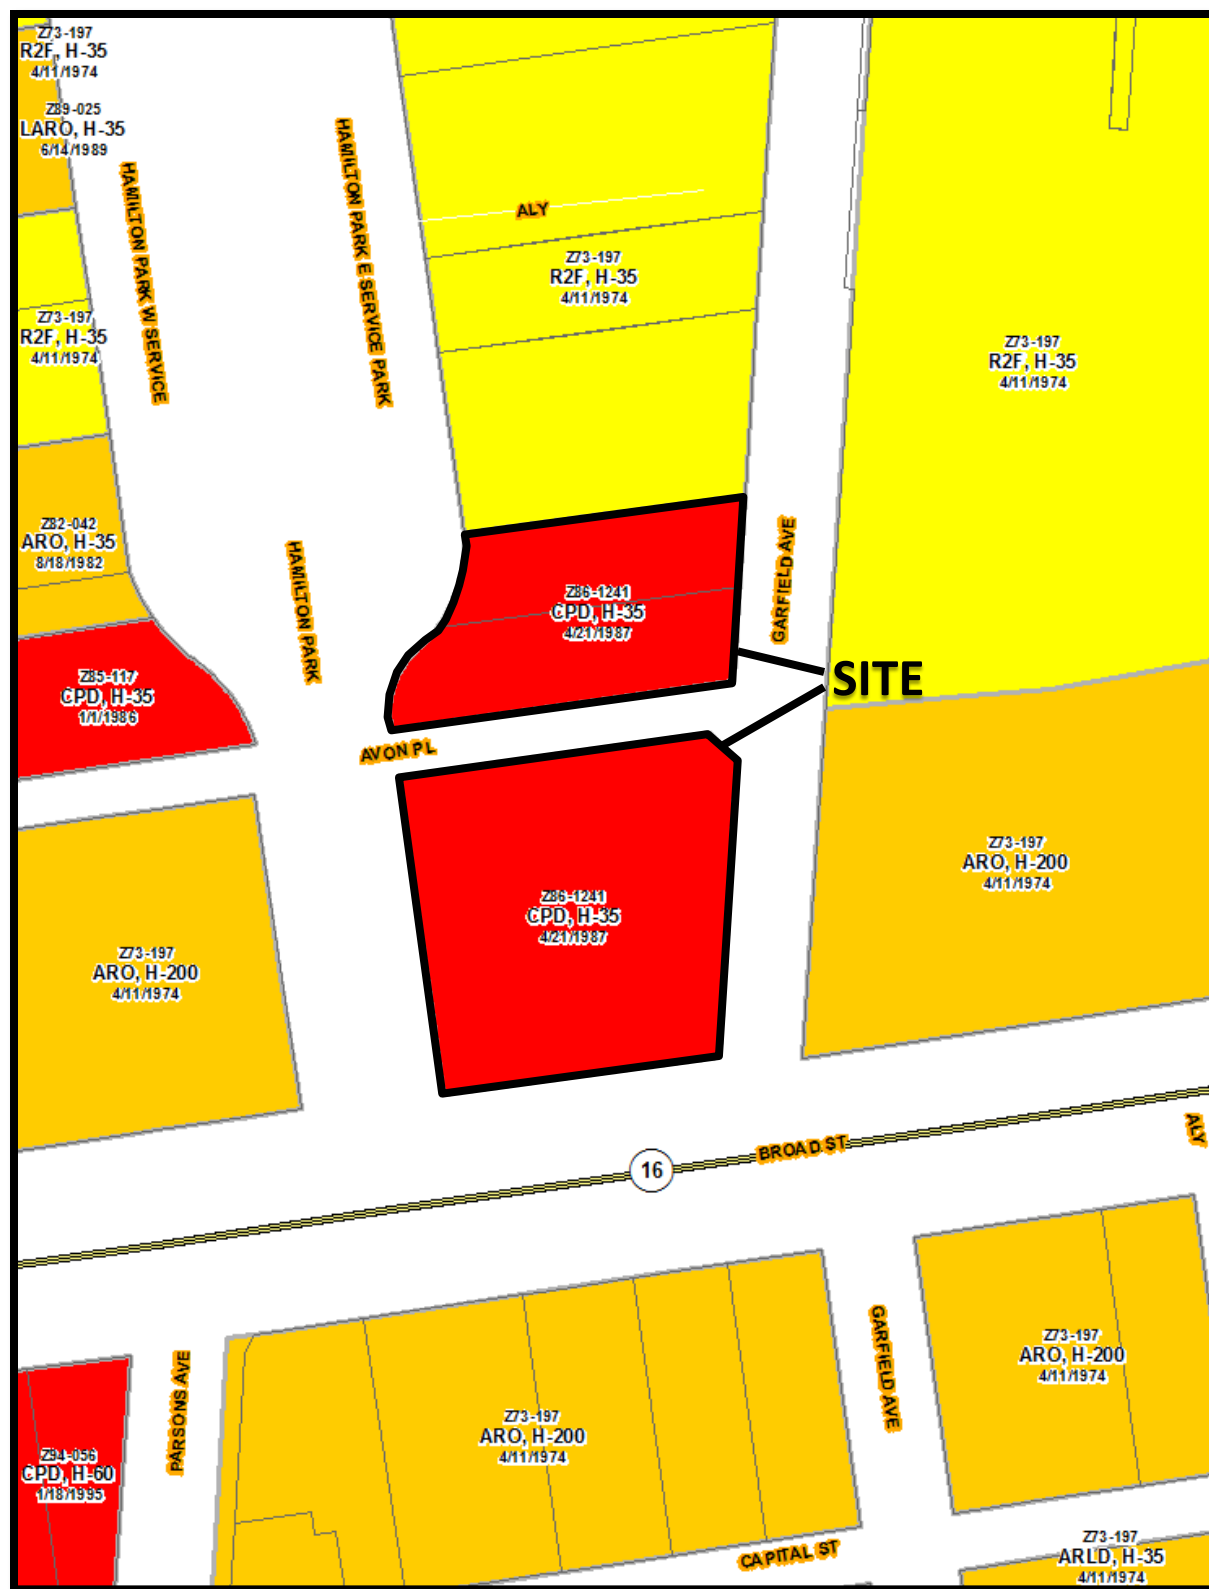 Z73-197
R2F, H-35
4/11/1974
Z89-025
LARO, H-35
6/14/1989
HAMILTON PARK W SERVICE
HAMILTON PARK E SERVICE PARK
ALY
Z73-197
R2F, H-35
4/11/1974
Z73-197
R2F, H-35
4/11/1974
Z73-197
R2F, H-35
4/11/1974
Z82-042
ARO, H-35
8/18/1982
HAMILTON PARK
GARFIELD AVE
Z86-1241
CPD, H-35
4/21/1987
Z85-117
CPD, H-35
1/1/1986
SITE
AVON PL
Z73-197
ARO, H-200
4/11/1974
Z86-1241
CPD, H-35
4/21/1987
Z73-197
ARO, H-200
4/11/1974
ALY
BROAD ST
16
GARFIELD AVE
Z73-197
ARO, H-200
4/11/1974
PARSONS AVE
Z73-197
ARO, H-200
4/11/1974
Z94-056
CPD, H-60
1/18/1995
CAPITAL ST
Z73-197
ARLD, H-35
4/11/1974